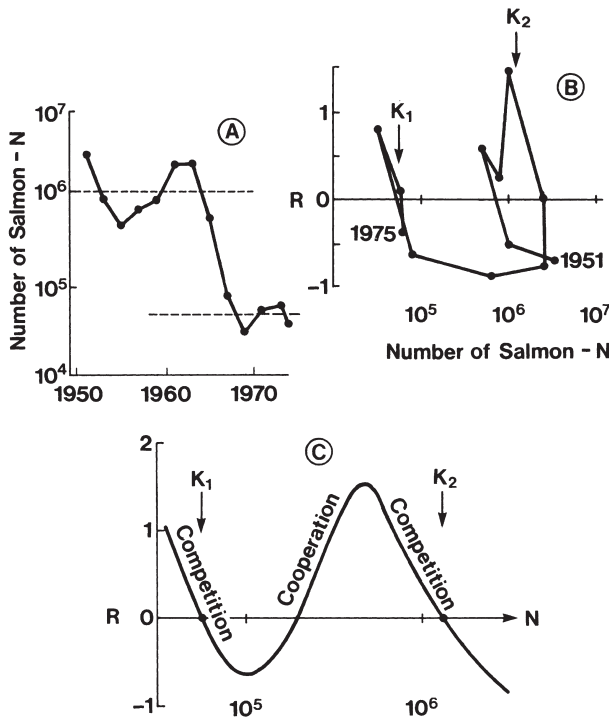 A
Number of Salmon - N
10⁷
10⁶
10⁵
10⁴
1950
1960
1970
B
K₂
K₁
1
R 0
-1
1975
1951
10⁵
10⁶
10⁷
Number of Salmon - N
C
2
1
R 0
-1
K₁
K₂
Competition
Cooperation
Competition
N
10⁵
10⁶